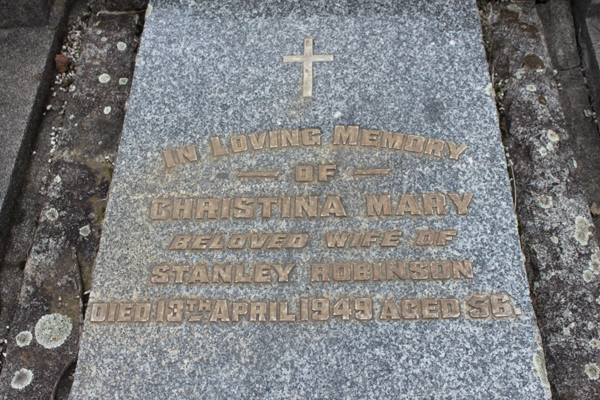 IN LOVING MEMORY
— OF —
CHRISTINA MARY
BELOVED WIFE OF
STANLEY ROBINSON
DIED 13TH APRIL 1949 AGED 56.